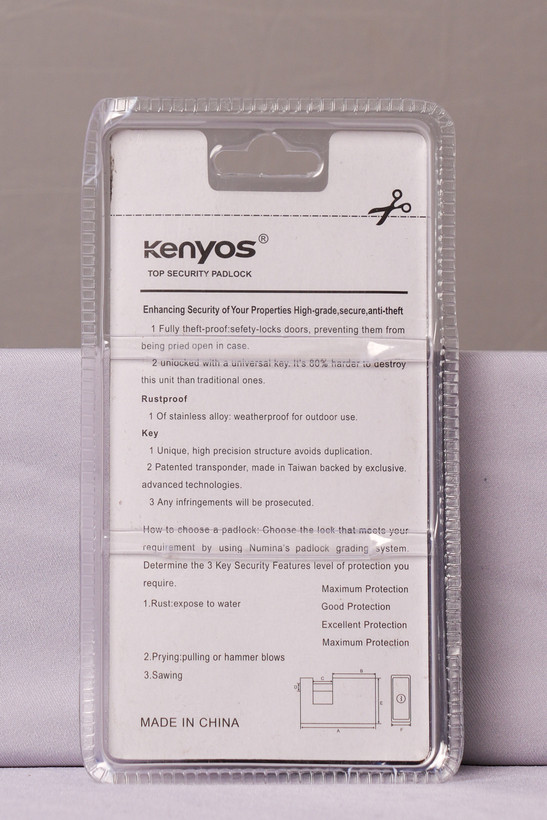 Kenyos®
TOP SECURITY PADLOCK
Enhancing Security of Your Properties High-grade,secure,anti-theft
1 Fully theft-proof:sefety-locks doors, preventing them from
being pried open in case.
2 unlocked with a universal key. It's 80% harder to destroy
this unit than traditional ones.
Rustproof
1 Of stainless alloy: weatherproof for outdoor use.
Key
1 Unique, high precision structure avoids duplication.
2 Patented transponder, made in Taiwan backed by exclusive.
advanced technologies.
3 Any infringements will be prosecuted.
How to choose a padlock: Choose the lock that meets your
requirement by using Numina's padlock grading system.
Determine the 3 Key Security Features level of protection you
require.
Maximum Protection
1.Rust:expose to water
Good Protection
Excellent Protection
Maximum Protection
2.Prying:pulling or hammer blows
3.Sawing
B
C
D
E
A
F
MADE IN CHINA